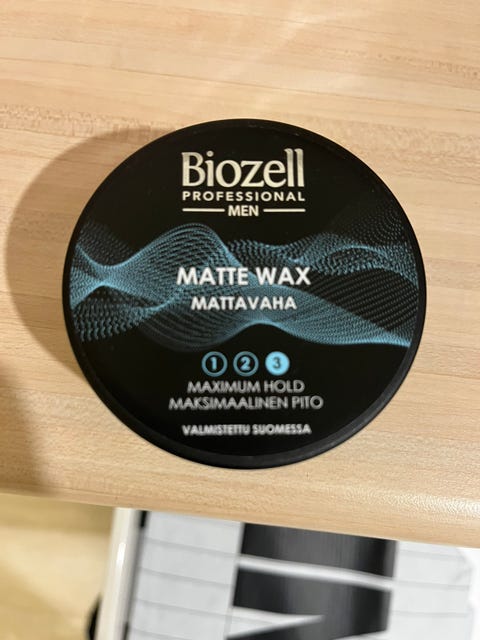 Biozell
PROFESSIONAL
MEN
MATTE WAX
MATTAVAHA
1 2 3
MAXIMUM HOLD
MAKSIMAALINEN PITO
VALMISTETTU SUOMESSA